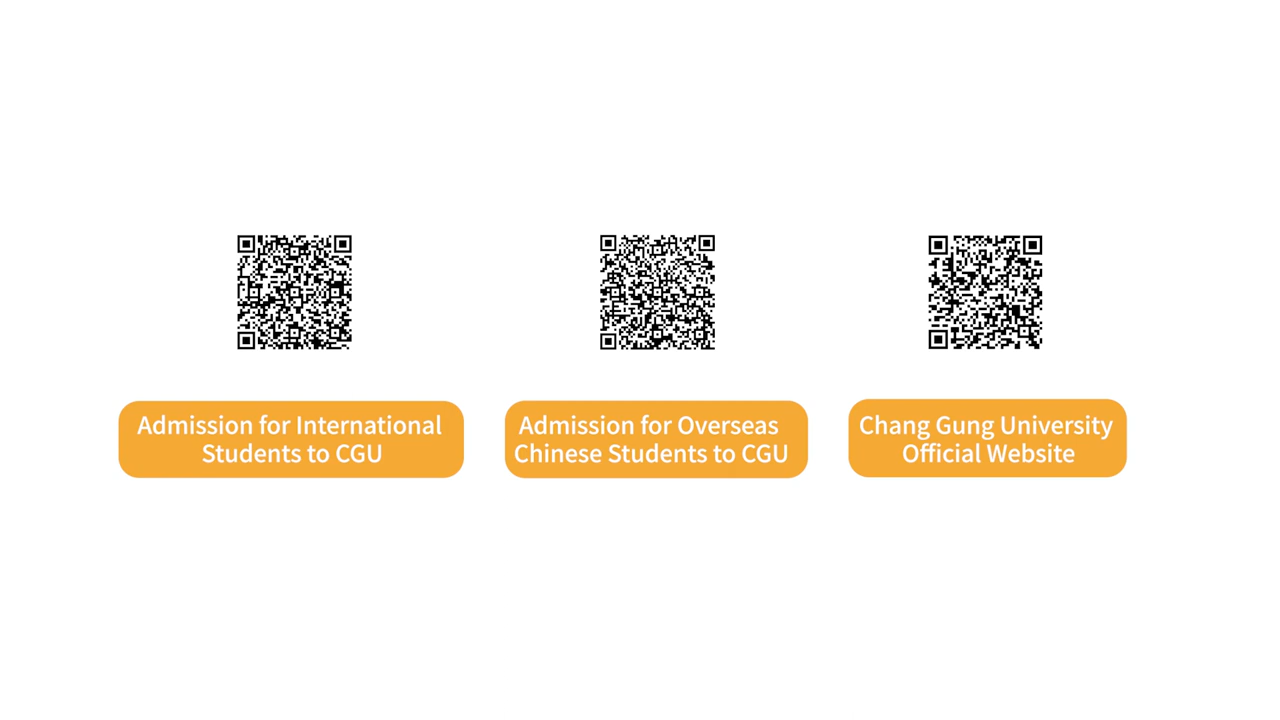 Admission for International
Students to CGU
Admission for Overseas
Chinese Students to CGU
Chang Gung University
Official Website